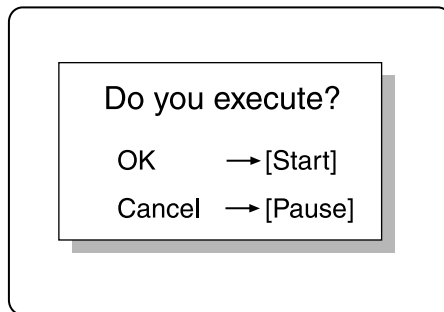 Do you execute?
OK → [Start]
Cancel → [Pause]